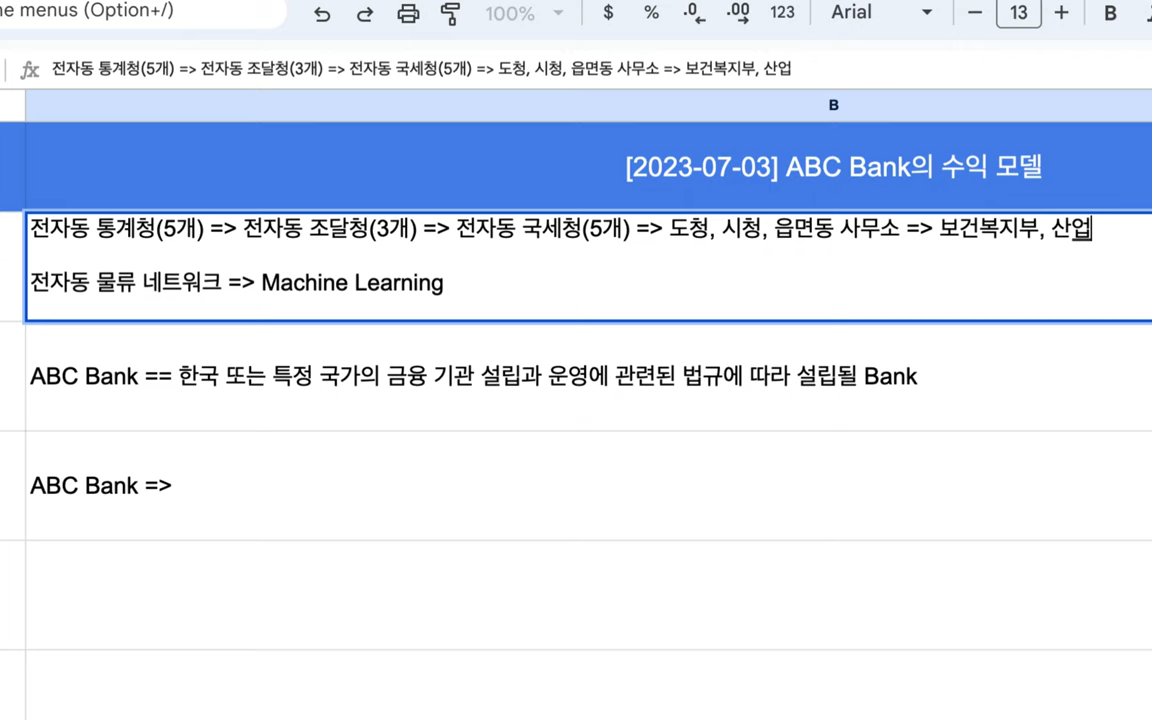 ne menus (Option+/)
100%
$ % .0 .00 123 Arial 13 B
fx 전자동 통계청(5개) => 전자동 조달청(3개) => 전자동 국세청(5개) => 도청, 시청, 읍면동 사무소 => 보건복지부, 산업
B
[2023-07-03] ABC Bank의 수익 모델
전자동 통계청(5개) => 전자동 조달청(3개) => 전자동 국세청(5개) => 도청, 시청, 읍면동 사무소 => 보건복지부, 산업
전자동 물류 네트워크 => Machine Learning
ABC Bank == 한국 또는 특정 국가의 금융 기관 설립과 운영에 관련된 법규에 따라 설립될 Bank
ABC Bank =>